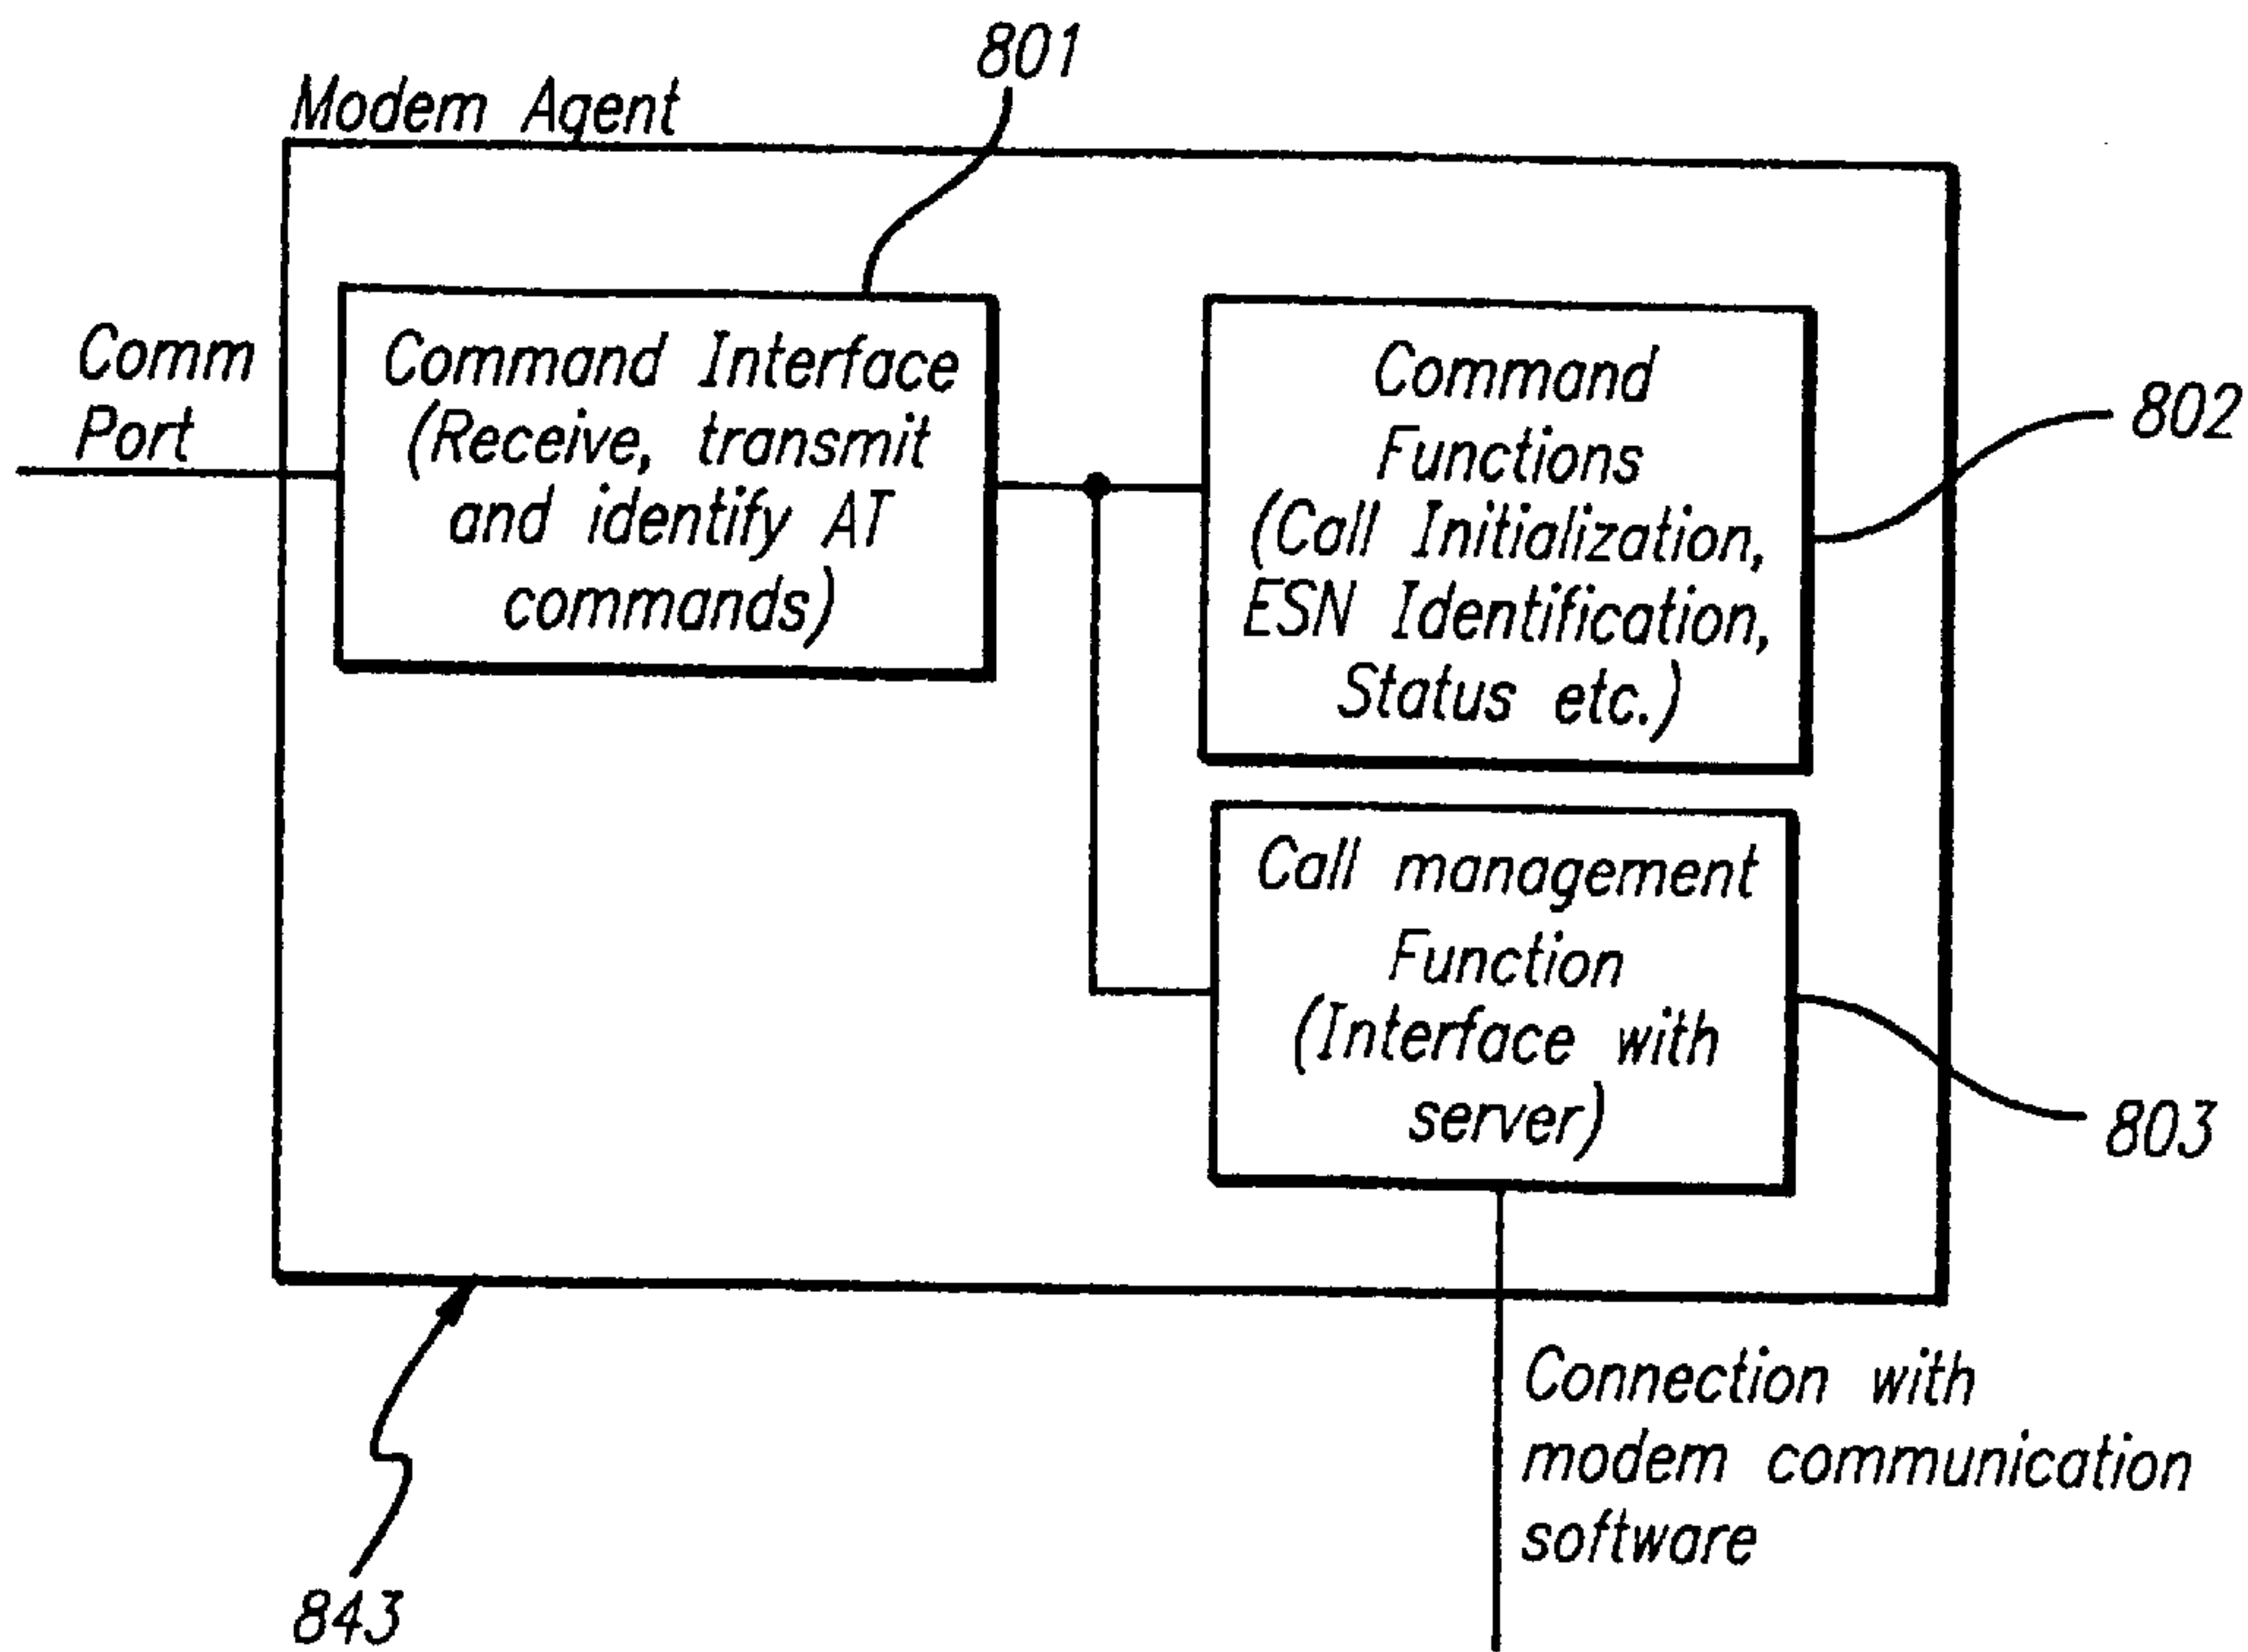 801
Modem Agent
Comm
Port
Command Interface
(Receive, transmit
and identify AT
commands)
Command
Functions
(Call Initialization,
ESN Identification,
Status etc.)
802
Call management
Function
(Interface with
server)
803
Connection with
modem communication
software
843